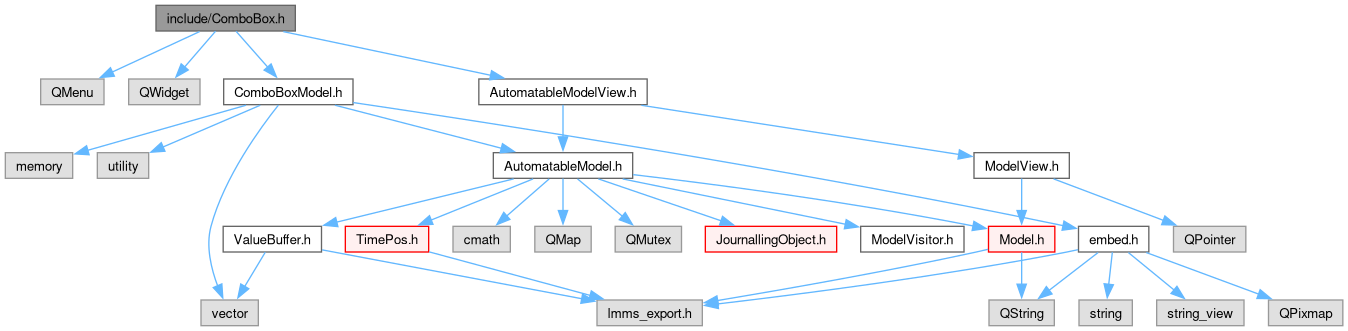 include/ComboBox.h
QMenu
QWidget
ComboBoxModel.h
AutomatableModelView.h
memory
utility
AutomatableModel.h
ModelView.h
ValueBuffer.h
TimePos.h
cmath
QMap
QMutex
JournallingObject.h
ModelVisitor.h
Model.h
embed.h
QPointer
vector
lmms_export.h
QString
string
string_view
QPixmap